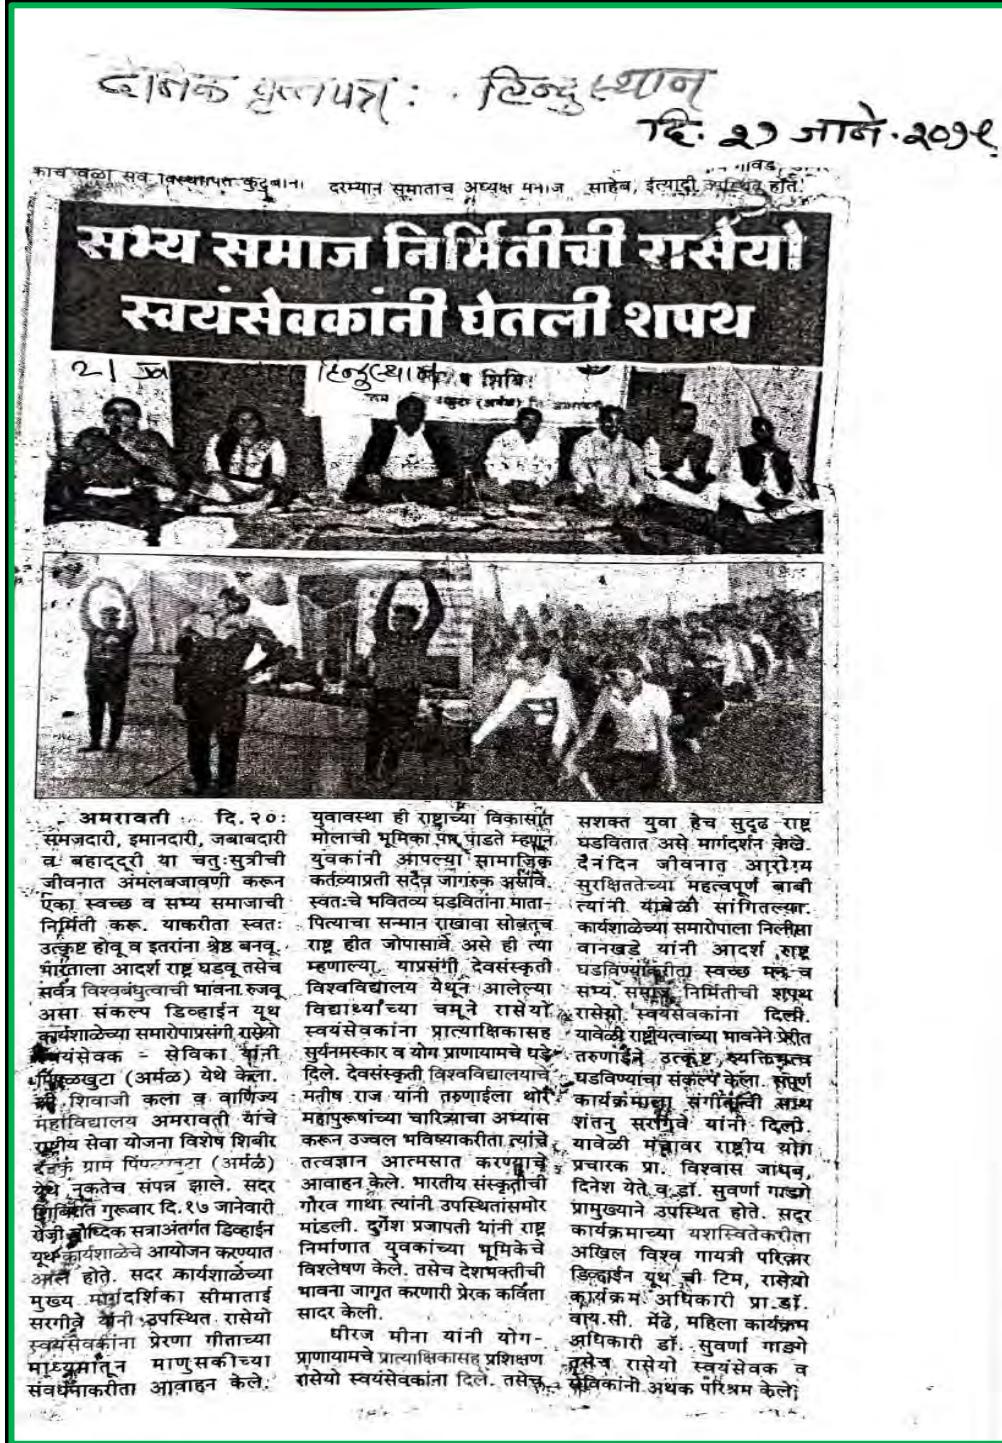 दैनिक वृत्तपत्र : हिन्दुस्थान
दि. २१ जाने. २०१९
दरम्यान सुमाताच अध्यक्ष मनोज साहेब, ईत्यादी उपस्थित होते.
सभ्य समाज निर्मितीची रासेयो
स्वयंसेवकांनी घेतली शपथ
हिन्दुस्थान
अमरावती दि.२०:
समजदारी, इमानदारी, जबाबदारी
व बहाद्दूरी या चतुःसुत्रीची
जीवनात अंमलबजावणी करून
एका स्वच्छ व सभ्य समाजाची
निर्मिती करू. याकरीता स्वतः
उत्कृष्ट होवू व इतरांना श्रेष्ठ बनवू.
भारताला आदर्श राष्ट्र घडवू तसेच
सर्वत्र विश्वबंधुत्वाची भावना रुजवू
असा संकल्प डिव्हाईन यूथ
कार्यशाळेच्या समारोपाप्रसंगी रासेयो
स्वयंसेवक - सेविका यांनी
पिंपळखुटा (अर्मळ) येथे केला.
श्री शिवाजी कला व वाणिज्य
महाविद्यालय अमरावती यांचे
राष्ट्रीय सेवा योजना विशेष शिबीर
दत्तक ग्राम पिंपळखुटा (अर्मळ)
येथे नुकतेच संपन्न झाले. सदर
शिबिरात गुरूवार दि.१७ जानेवारी
रोजी बौध्दिक सत्राअंतर्गत डिव्हाईन
यूथ कार्यशाळेचे आयोजन करण्यात
आले होते. सदर कार्यशाळेच्या
मुख्य मार्गदर्शिका सीमाताई
सरगीवे यांनी उपस्थित रासेयो
स्वयंसेवकांना प्रेरणा गीताच्या
माध्यमातून माणुसकीच्या
संवर्धनाकरीता आवाहन केले.
युवावस्था ही राष्ट्राच्या विकासात
मोलाची भूमिका पार पाडते म्हणून
युवकांनी आपल्या सामाजिक
कर्तव्याप्रती सदैव जागरुक असावे.
स्वतःचे भवितव्य घडवितांना माता-
पित्याचा सन्मान राखावा सोबतच
राष्ट्र हीत जोपासावे असे ही त्या
म्हणाल्या. याप्रसंगी देवसंस्कृती
विश्वविद्यालय येथून आलेल्या
विद्यार्थ्यांच्या चमूने रासेयो
स्वयंसेवकांना प्रात्याक्षिकासह
सुर्यनमस्कार व योग प्राणायामचे धडे
दिले. देवसंस्कृती विश्वविद्यालयाचे
मनीष राज यांनी तरुणाईला थोर
महापुरूषांच्या चारित्र्याचा अभ्यास
करून उज्वल भविष्याकरीता त्यांचे
तत्वज्ञान आत्मसात करण्याचे
आवाहन केले. भारतीय संस्कृतीची
गौरव गाथा त्यांनी उपस्थितांसमोर
मांडली. दुर्गेश प्रजापती यांनी राष्ट्र
निर्माणात युवकांच्या भूमिकेचे
विश्लेषण केले. तसेच देशभक्तीची
भावना जागृत करणारी प्रेरक कविता
सादर केली.
धीरज मीना यांनी योग-
प्राणायामचे प्रात्याक्षिकासह प्रशिक्षण
रासेयो स्वयंसेवकांना दिले. तसेच
सशक्त युवा हेच सुदृढ राष्ट्र
घडवितात असे मार्गदर्शन केले.
दैनंदिन जीवनात आरोग्य
सुरक्षिततेच्या महत्वपूर्ण बाबी
त्यांनी यावेळी सांगितल्या.
कार्यशाळेच्या समारोपाला निलीमा
वानखडे यांनी आदर्श राष्ट्र
घडविण्याकरीता स्वच्छ मन व
सभ्य समाज निर्मितीची शपथ
रासेयो स्वयंसेवकांना दिली.
यावेळी राष्ट्रीयत्वाच्या भावनेने प्रेरीत
तरुणाईने उत्कृष्ट व्यक्तिमत्व
घडविण्याचा संकल्प केला. संपूर्ण
कार्यक्रमाला संगीताची साथ
शंतनु सरगीवे यांनी दिली.
यावेळी मंचावर राष्ट्रीय योग
प्रचारक प्रा. विश्वास जाधव,
दिनेश येते व डॉ. सुवर्णा गाडगे
प्रामुख्याने उपस्थित होते. सदर
कार्यक्रमाच्या यशस्वितेकरीता
अखिल विश्व गायत्री परिवार
डिव्हाईन यूथ ची टिम, रासेयो
कार्यक्रम अधिकारी प्रा.डॉ.
वाय.सी. मेंढे, महिला कार्यक्रम
अधिकारी डॉ. सुवर्णा गाडगे
तसेच रासेयो स्वयंसेवक व
सेविकांनी अथक परिश्रम केले.